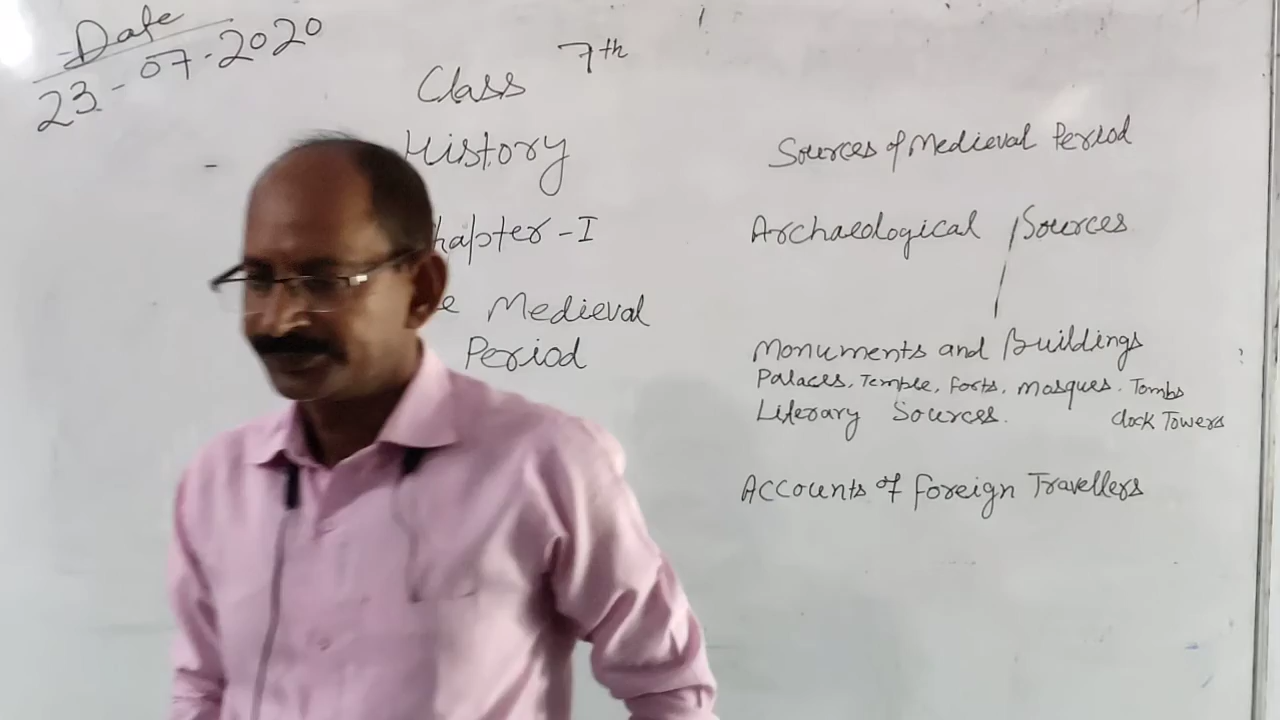 Date
23-07-2020
Class 7th
History
hapter-I
e Medieval
Period
Sources of Medieval Period
Archaeological Sources
Monuments and Buildings
Palaces, Temple, Forts, Mosques. Tombs
Clock Towers
Literary Sources.
Accounts of Foreign Travellers